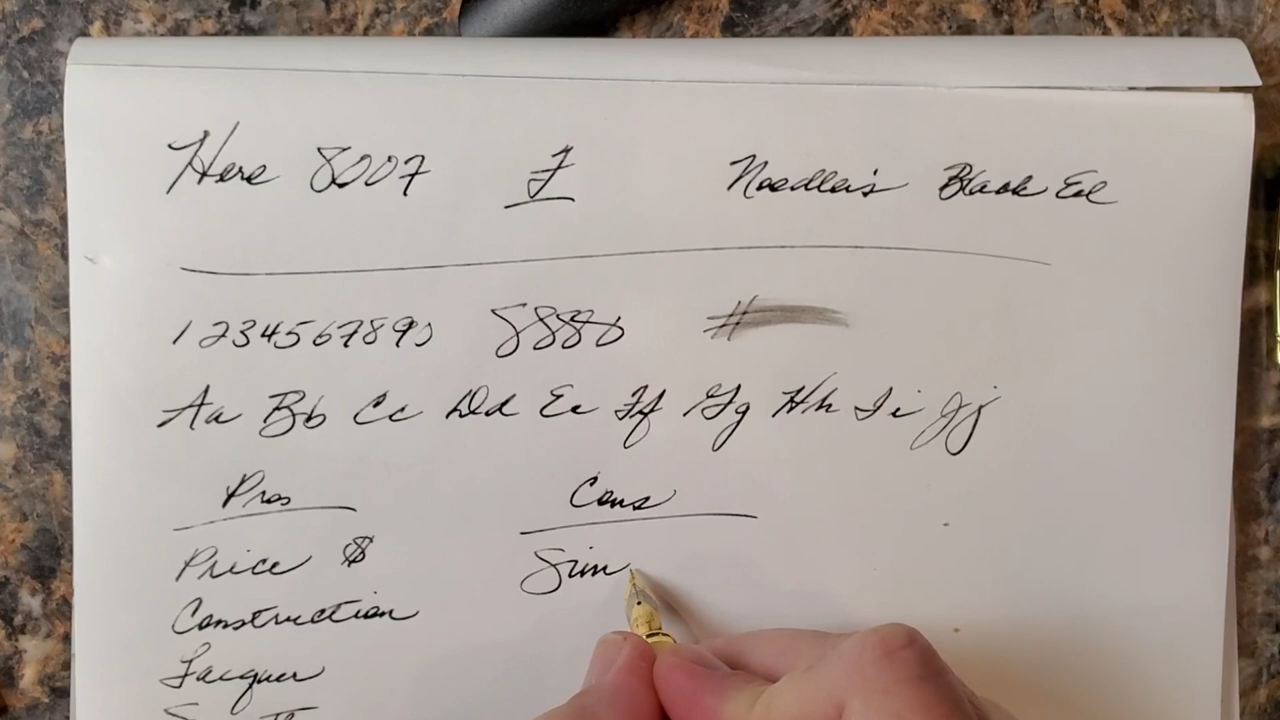 Hero 8007 F Noodler's Black Eel
1234567890 8880 #
Aa Bb Cc Dd Ee Ff Gg Hh Ii Jj
Pros Cons
Price $ Sim
Construction
Lacquer